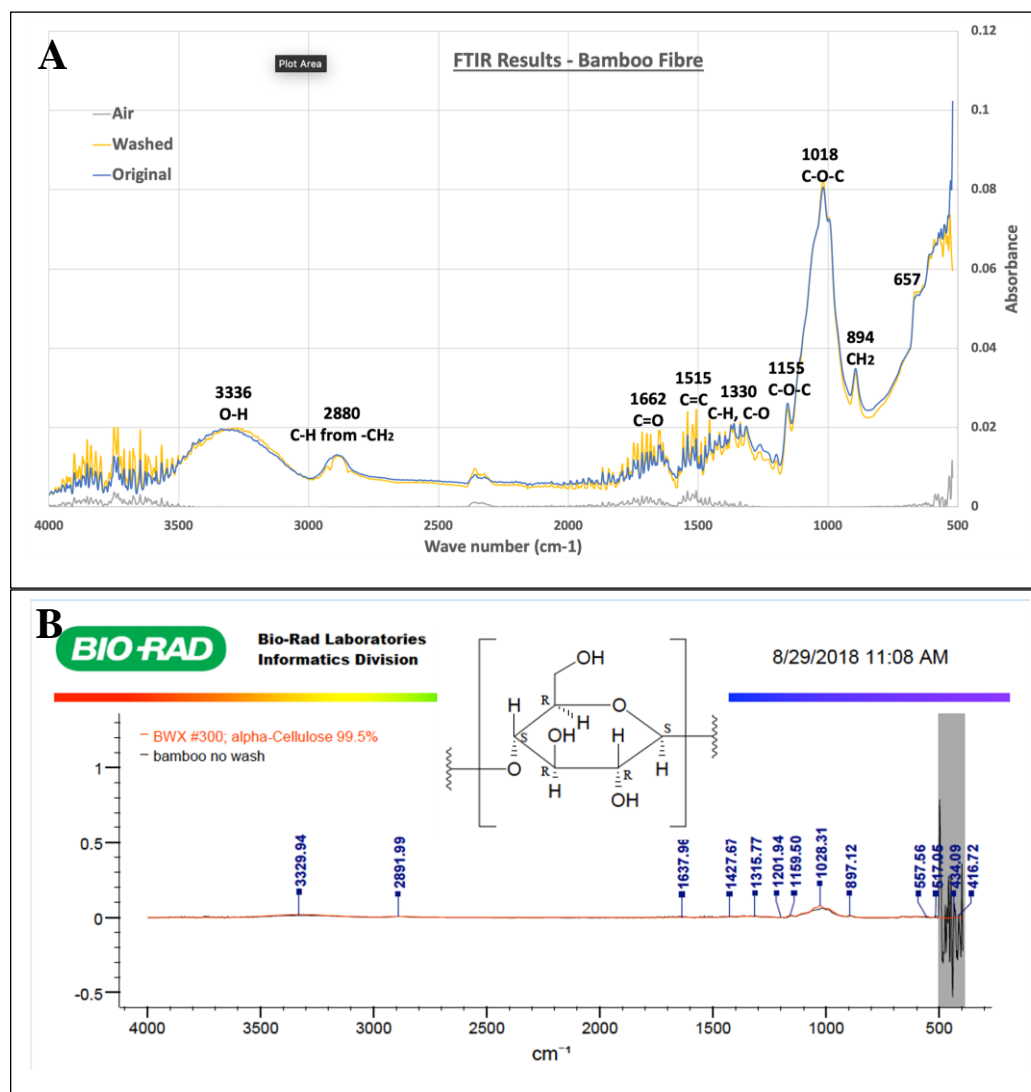 A
FTIR Results - Bamboo Fibre
Plot Area
Air
Washed
Original
3336
O-H
2880
C-H from -CH₂
1662
C=O
1515
C=C
1330
C-H, C-O
1155
C-O-C
1018
C-O-C
894
CH₂
657
0.12
0.1
0.08
0.06
0.04
0.02
0
Absorbance
4000 3500 3000 2500 2000 1500 1000 500
Wave number (cm-1)
B
BIO-RAD
Bio-Rad Laboratories
Informatics Division
8/29/2018 11:08 AM
BWX #300; alpha-Cellulose 99.5%
bamboo no wash
OH
H R O
H
S OH H S
R
O R H
H
OH
1
0.5
0
-0.5
3329.94
2891.99
1637.96
1427.67
1315.77
1201.94
1159.50
1028.31
897.12
557.56
517.05
434.09
416.72
4000 3500 3000 2500 2000 1500 1000 500
cm⁻¹